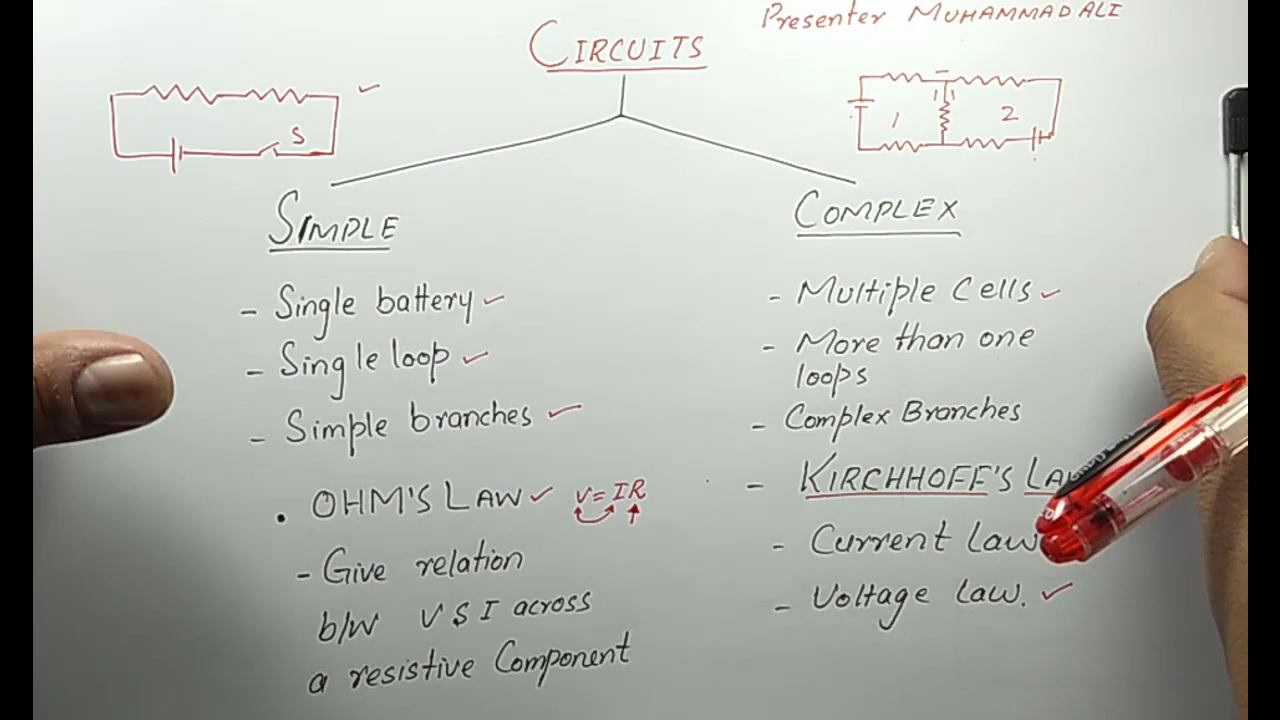 Presenter MUHAMMAD ALI
CIRCUITS
S
1
2
SIMPLE
- Single battery
- Single loop
- Simple branches
. OHM'S LAW V=IR
- Give relation
b/w V & I across
a resistive Component
COMPLEX
- Multiple Cells
- More than one
loops
- Complex Branches
- KIRCHHOFF'S
- Current Law
- Voltage Law.